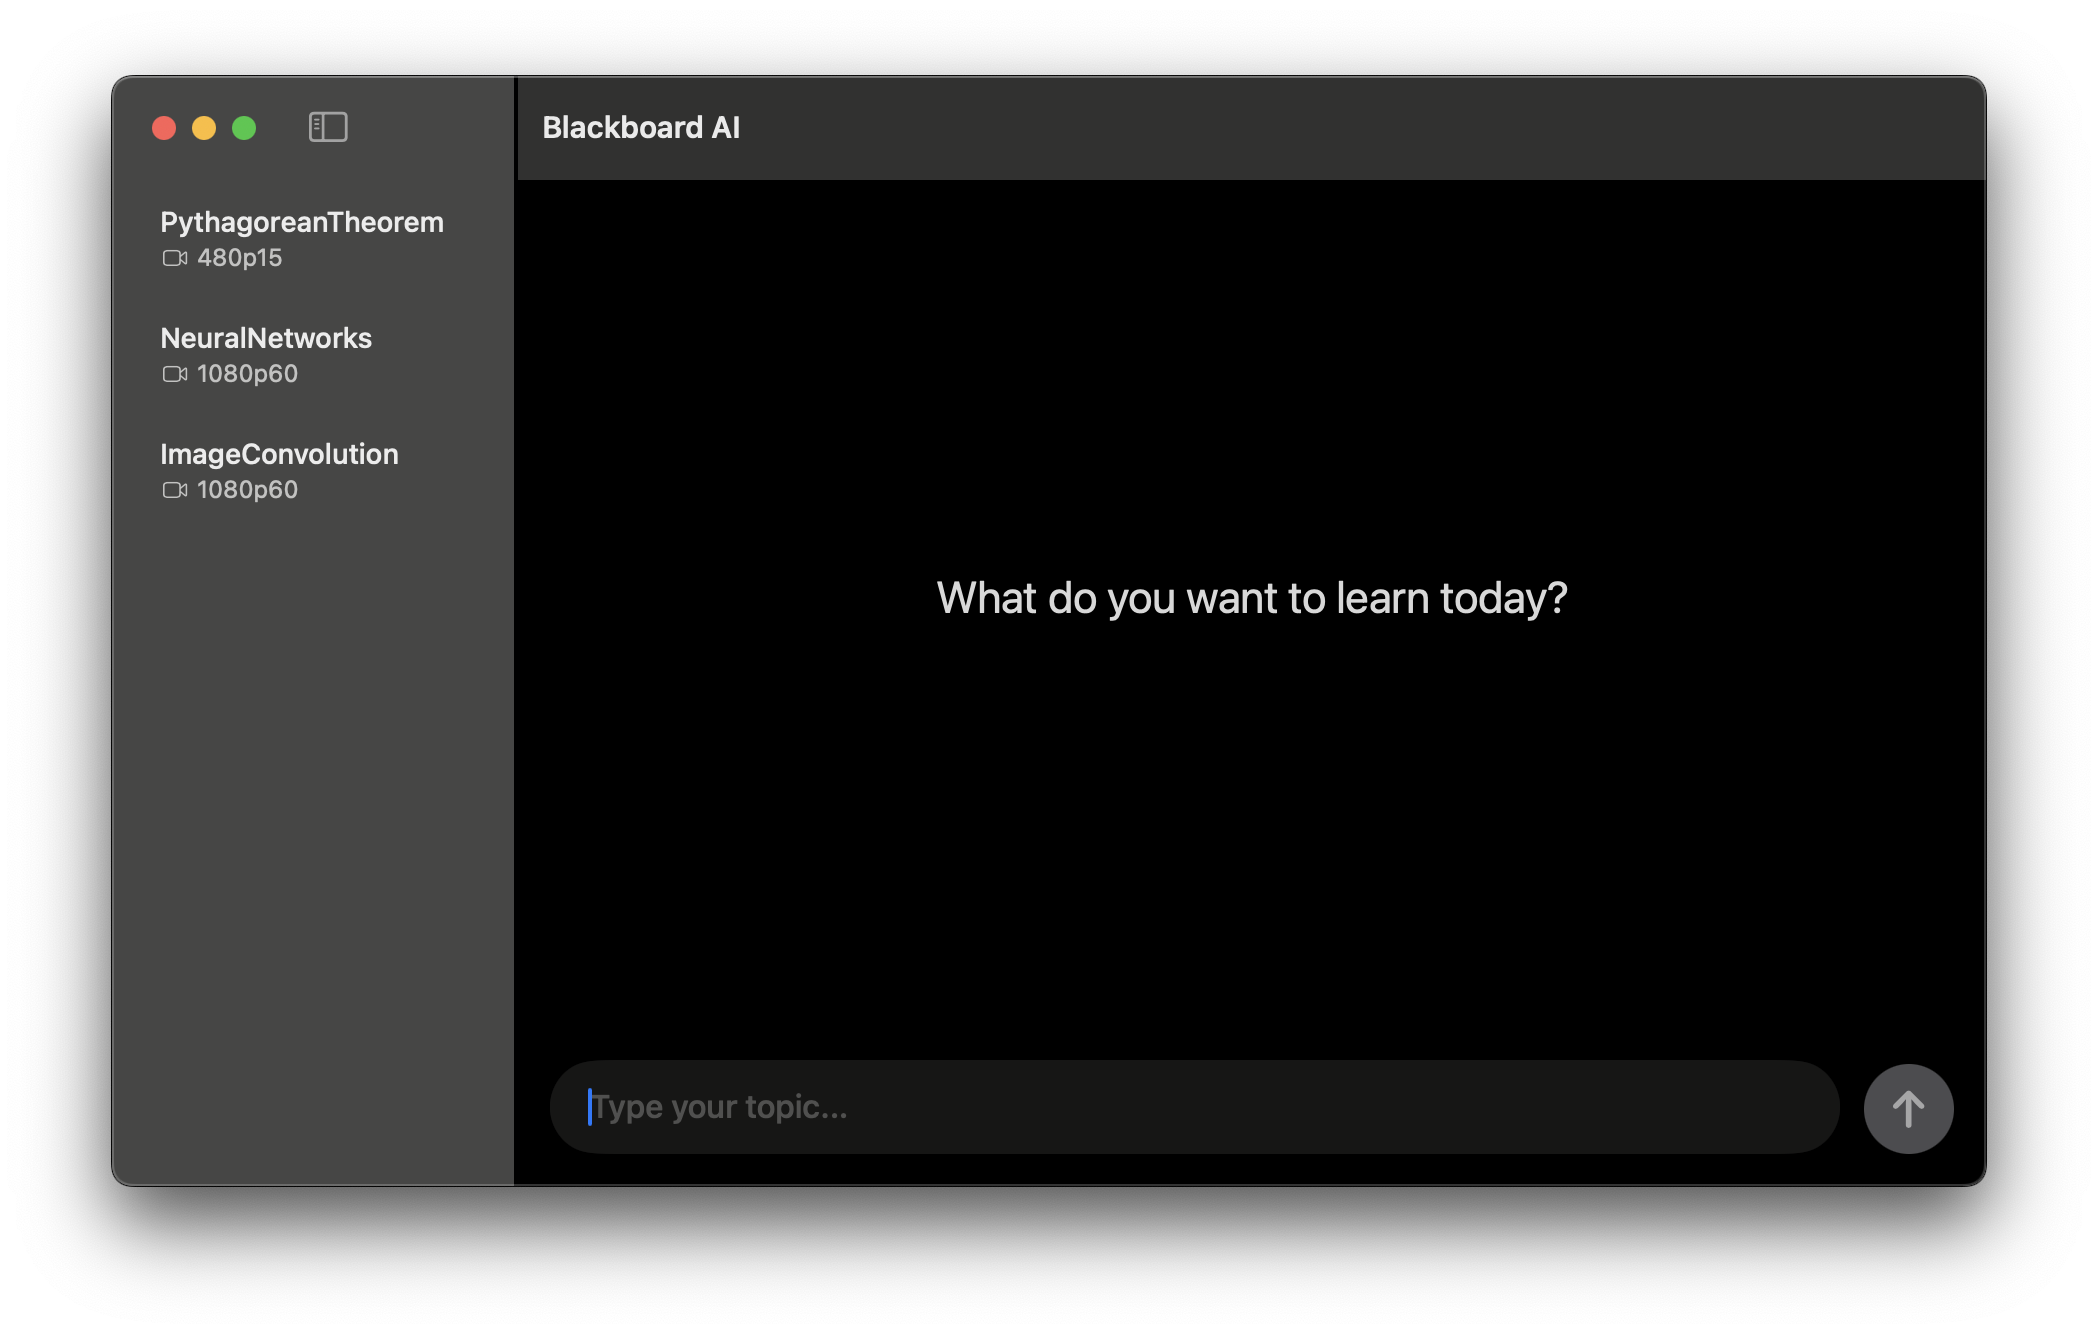 Blackboard AI
PythagoreanTheorem
480p15
NeuralNetworks
1080p60
ImageConvolution
1080p60
What do you want to learn today?
Type your topic...